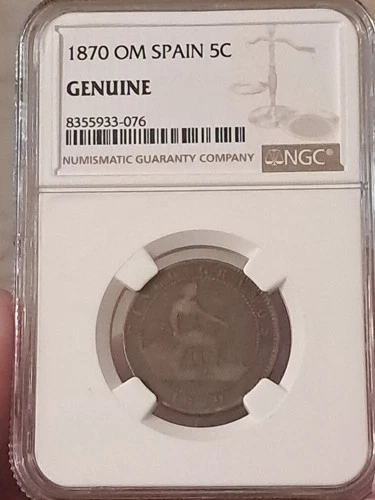 1870 OM SPAIN 5C
GENUINE
8355933-076
NUMISMATIC GUARANTY COMPANY
NGC